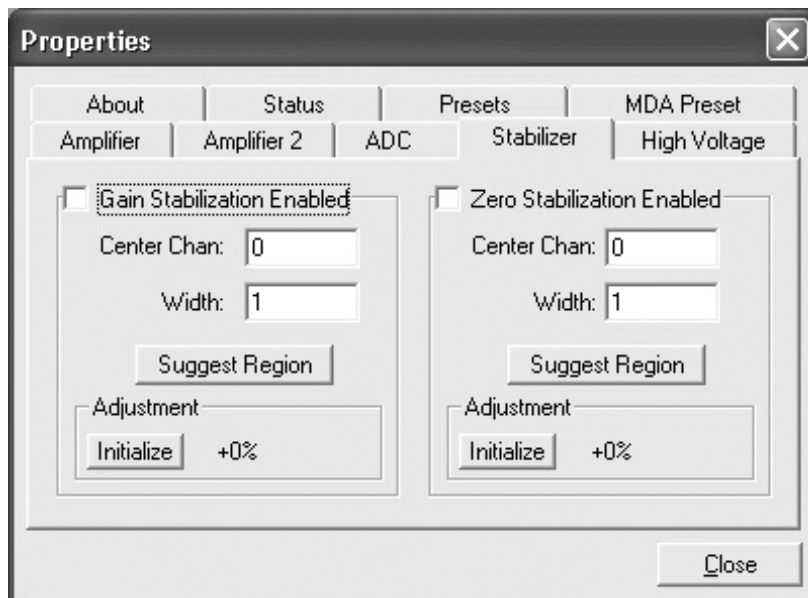 Properties
About Status Presets MDA Preset
Amplifier Amplifier 2 ADC Stabilizer High Voltage
Gain Stabilization Enabled
Center Chan: 0
Width: 1
Suggest Region
Adjustment
Initialize +0%
Zero Stabilization Enabled
Center Chan: 0
Width: 1
Suggest Region
Adjustment
Initialize +0%
Close